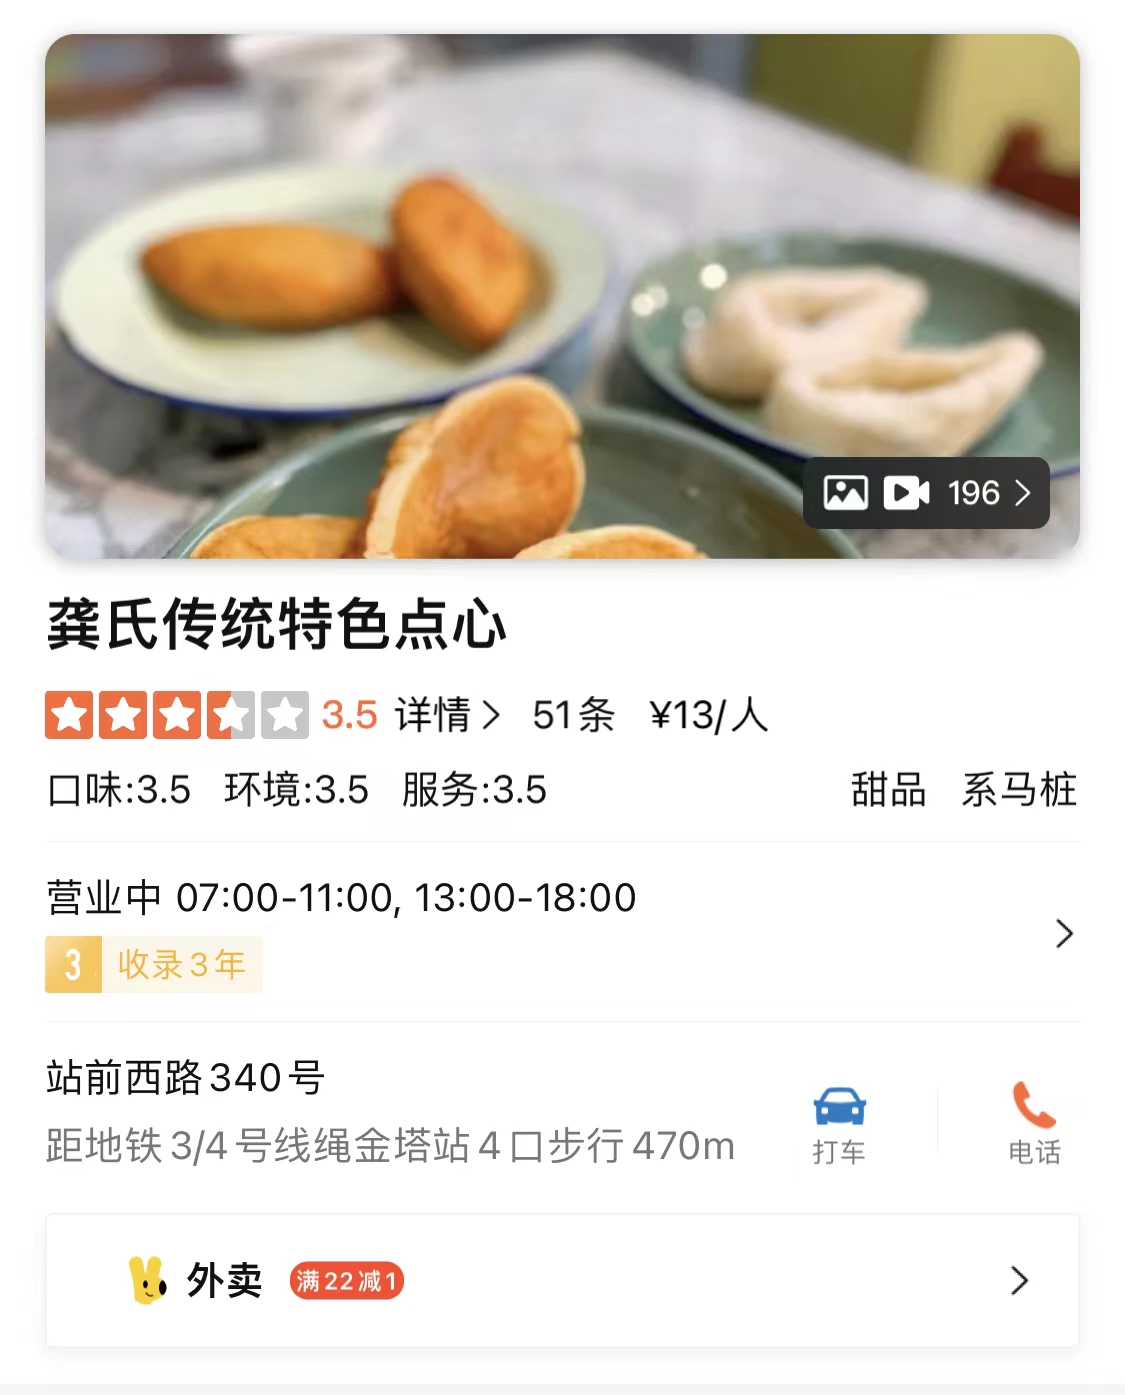 196
龚氏传统特色点心
3.5 详情 51条 ¥13/人
口味:3.5 环境:3.5 服务:3.5 甜品 系马桩
营业中 07:00-11:00, 13:00-18:00
3 收录3年
站前西路340号
距地铁3/4号线绳金塔站4口步行470m
打车 电话
外卖 满22减1